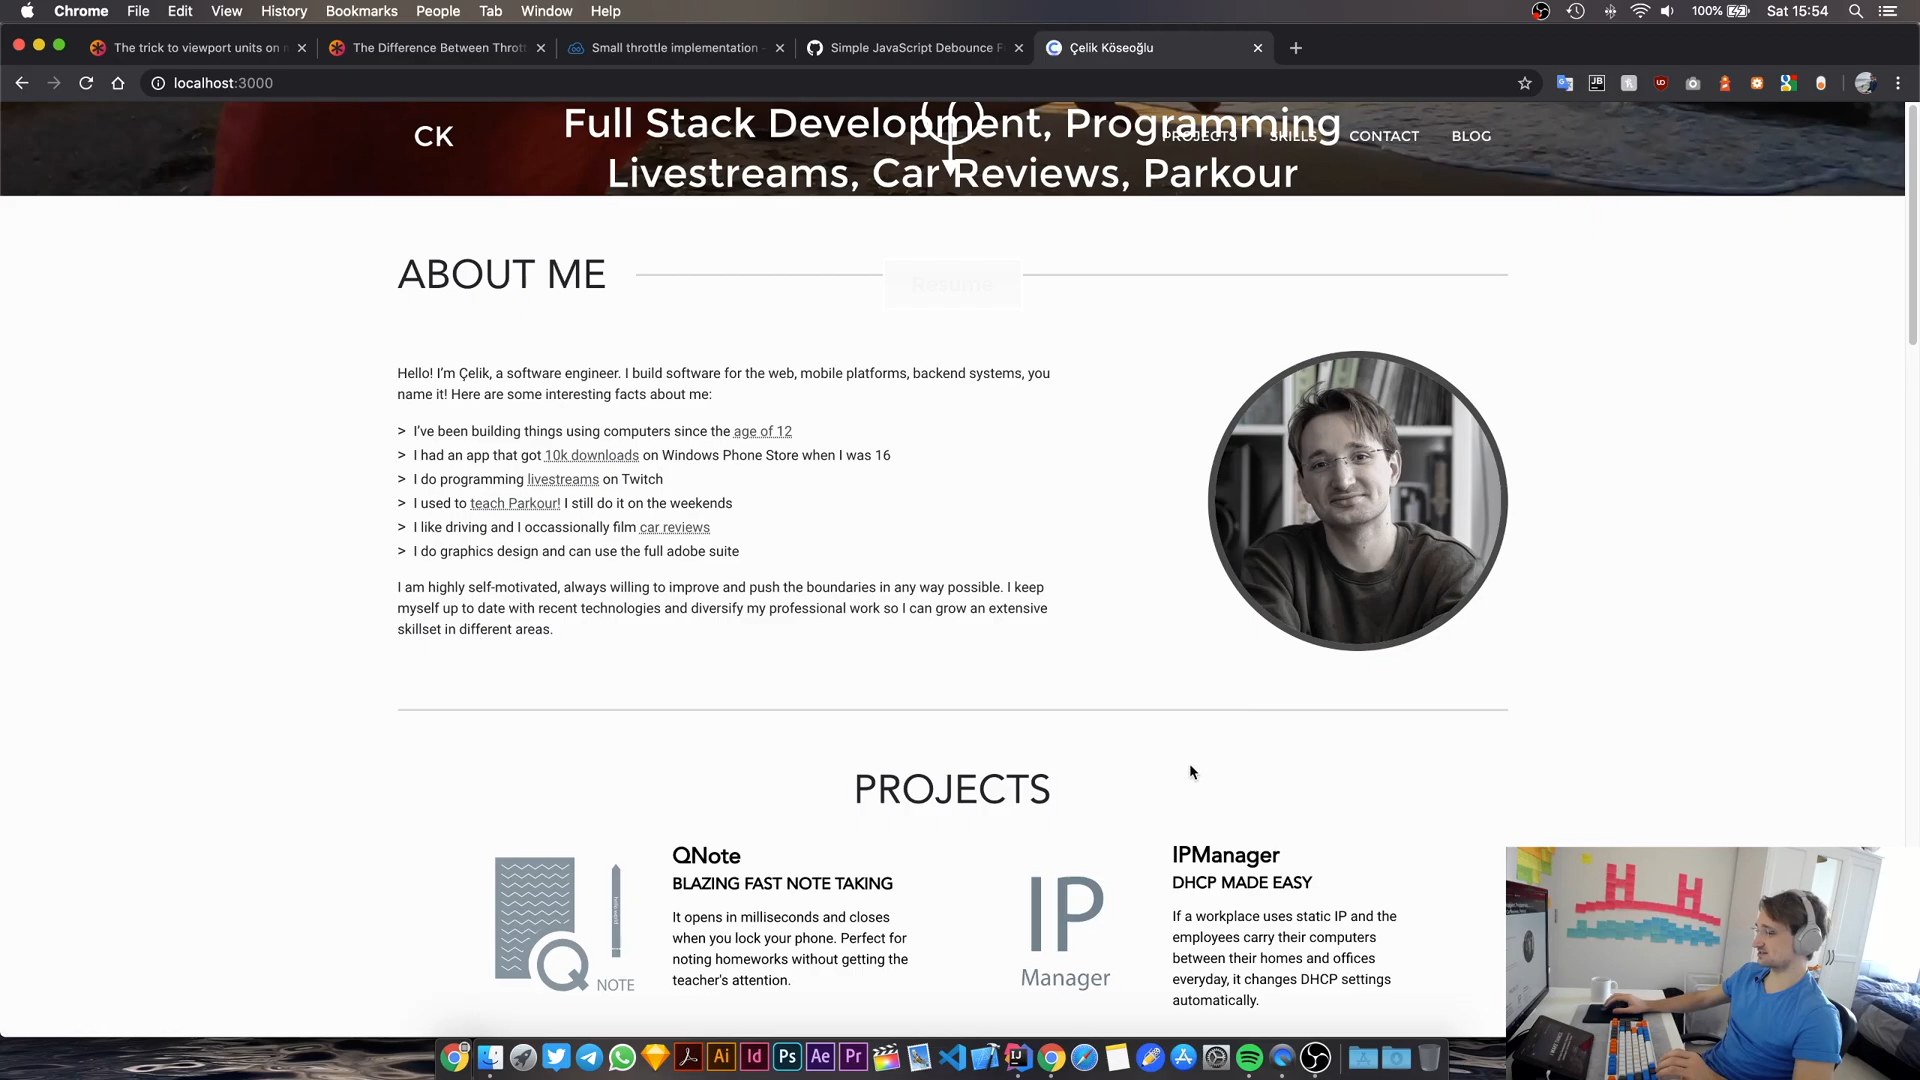 Chrome File Edit View History Bookmarks People Tab Window Help 100% Sat 15:54
The trick to viewport units on The Difference Between Thrott Small throttle implementation - Simple JavaScript Debounce F Çelik Köseoğlu
localhost:3000
CK
PROJECTS SKILLS CONTACT BLOG
Full Stack Development, Programming
Livestreams, Car Reviews, Parkour
ABOUT ME
Resume
Hello! I'm Çelik, a software engineer. I build software for the web, mobile platforms, backend systems, you
name it! Here are some interesting facts about me:
> I've been building things using computers since the age of 12
> I had an app that got 10k downloads on Windows Phone Store when I was 16
> I do programming livestreams on Twitch
> I used to teach Parkour! I still do it on the weekends
> I like driving and I occassionally film car reviews
> I do graphics design and can use the full adobe suite
I am highly self-motivated, always willing to improve and push the boundaries in any way possible. I keep
myself up to date with recent technologies and diversify my professional work so I can grow an extensive
skillset in different areas.
PROJECTS
Q NOTE
QNote
BLAZING FAST NOTE TAKING
It opens in milliseconds and closes
when you lock your phone. Perfect for
noting homeworks without getting the
teacher's attention.
IP
Manager
IPManager
DHCP MADE EASY
If a workplace uses static IP and the
employees carry their computers
between their homes and offices
everyday, it changes DHCP settings
automatically.
Ai Id Ps Ae Pr IJ